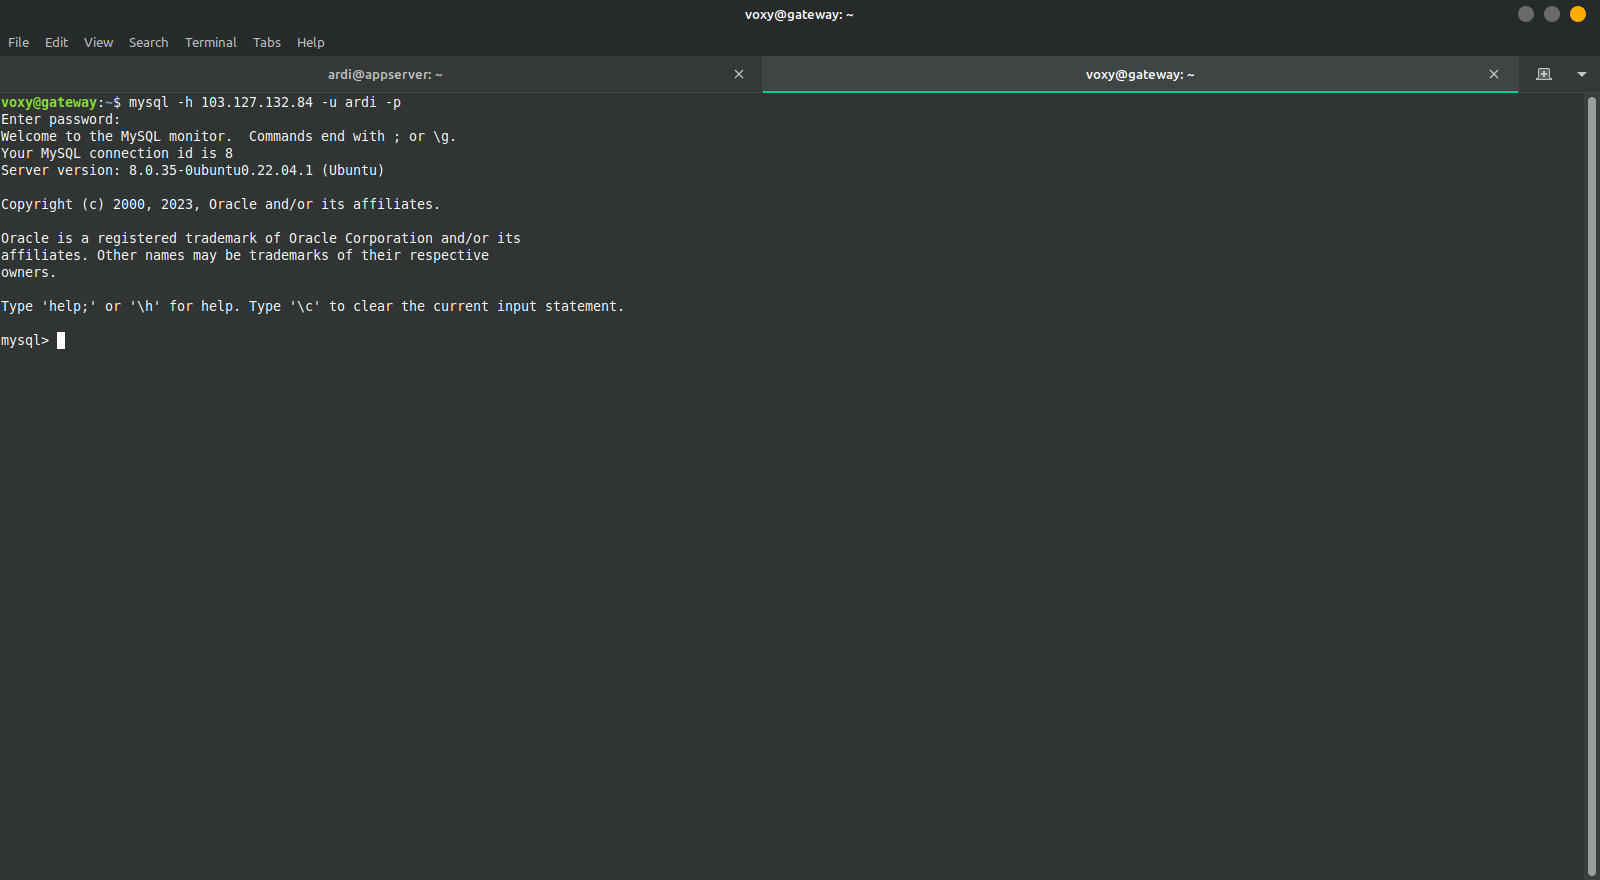 voxy@gateway: ~
File Edit View Search Terminal Tabs Help
ardi@appserver: ~ × voxy@gateway: ~ ×
voxy@gateway:~$ mysql -h 103.127.132.84 -u ardi -p
Enter password:
Welcome to the MySQL monitor.  Commands end with ; or \g.
Your MySQL connection id is 8
Server version: 8.0.35-0ubuntu0.22.04.1 (Ubuntu)
Copyright (c) 2000, 2023, Oracle and/or its affiliates.
Oracle is a registered trademark of Oracle Corporation and/or its
affiliates. Other names may be trademarks of their respective
owners.
Type 'help;' or '\h' for help. Type '\c' to clear the current input statement.
mysql>